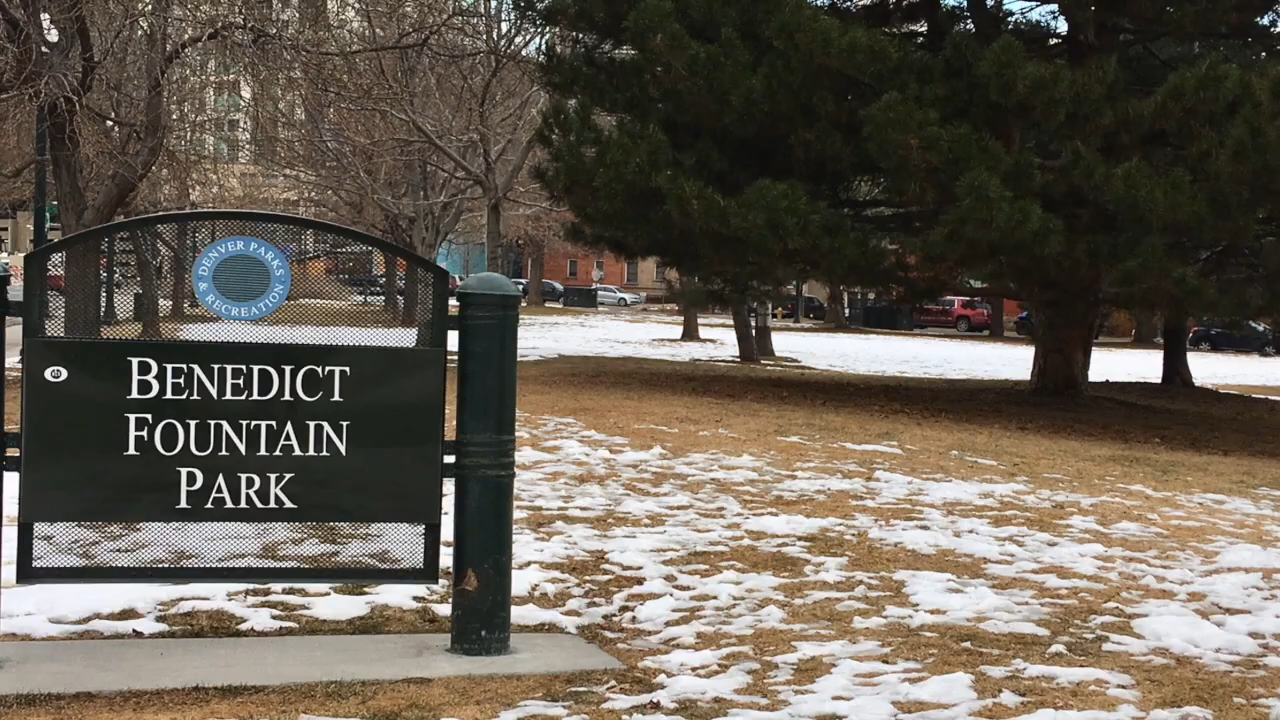 DENVER PARKS
& RECREATION
BENEDICT
FOUNTAIN
PARK